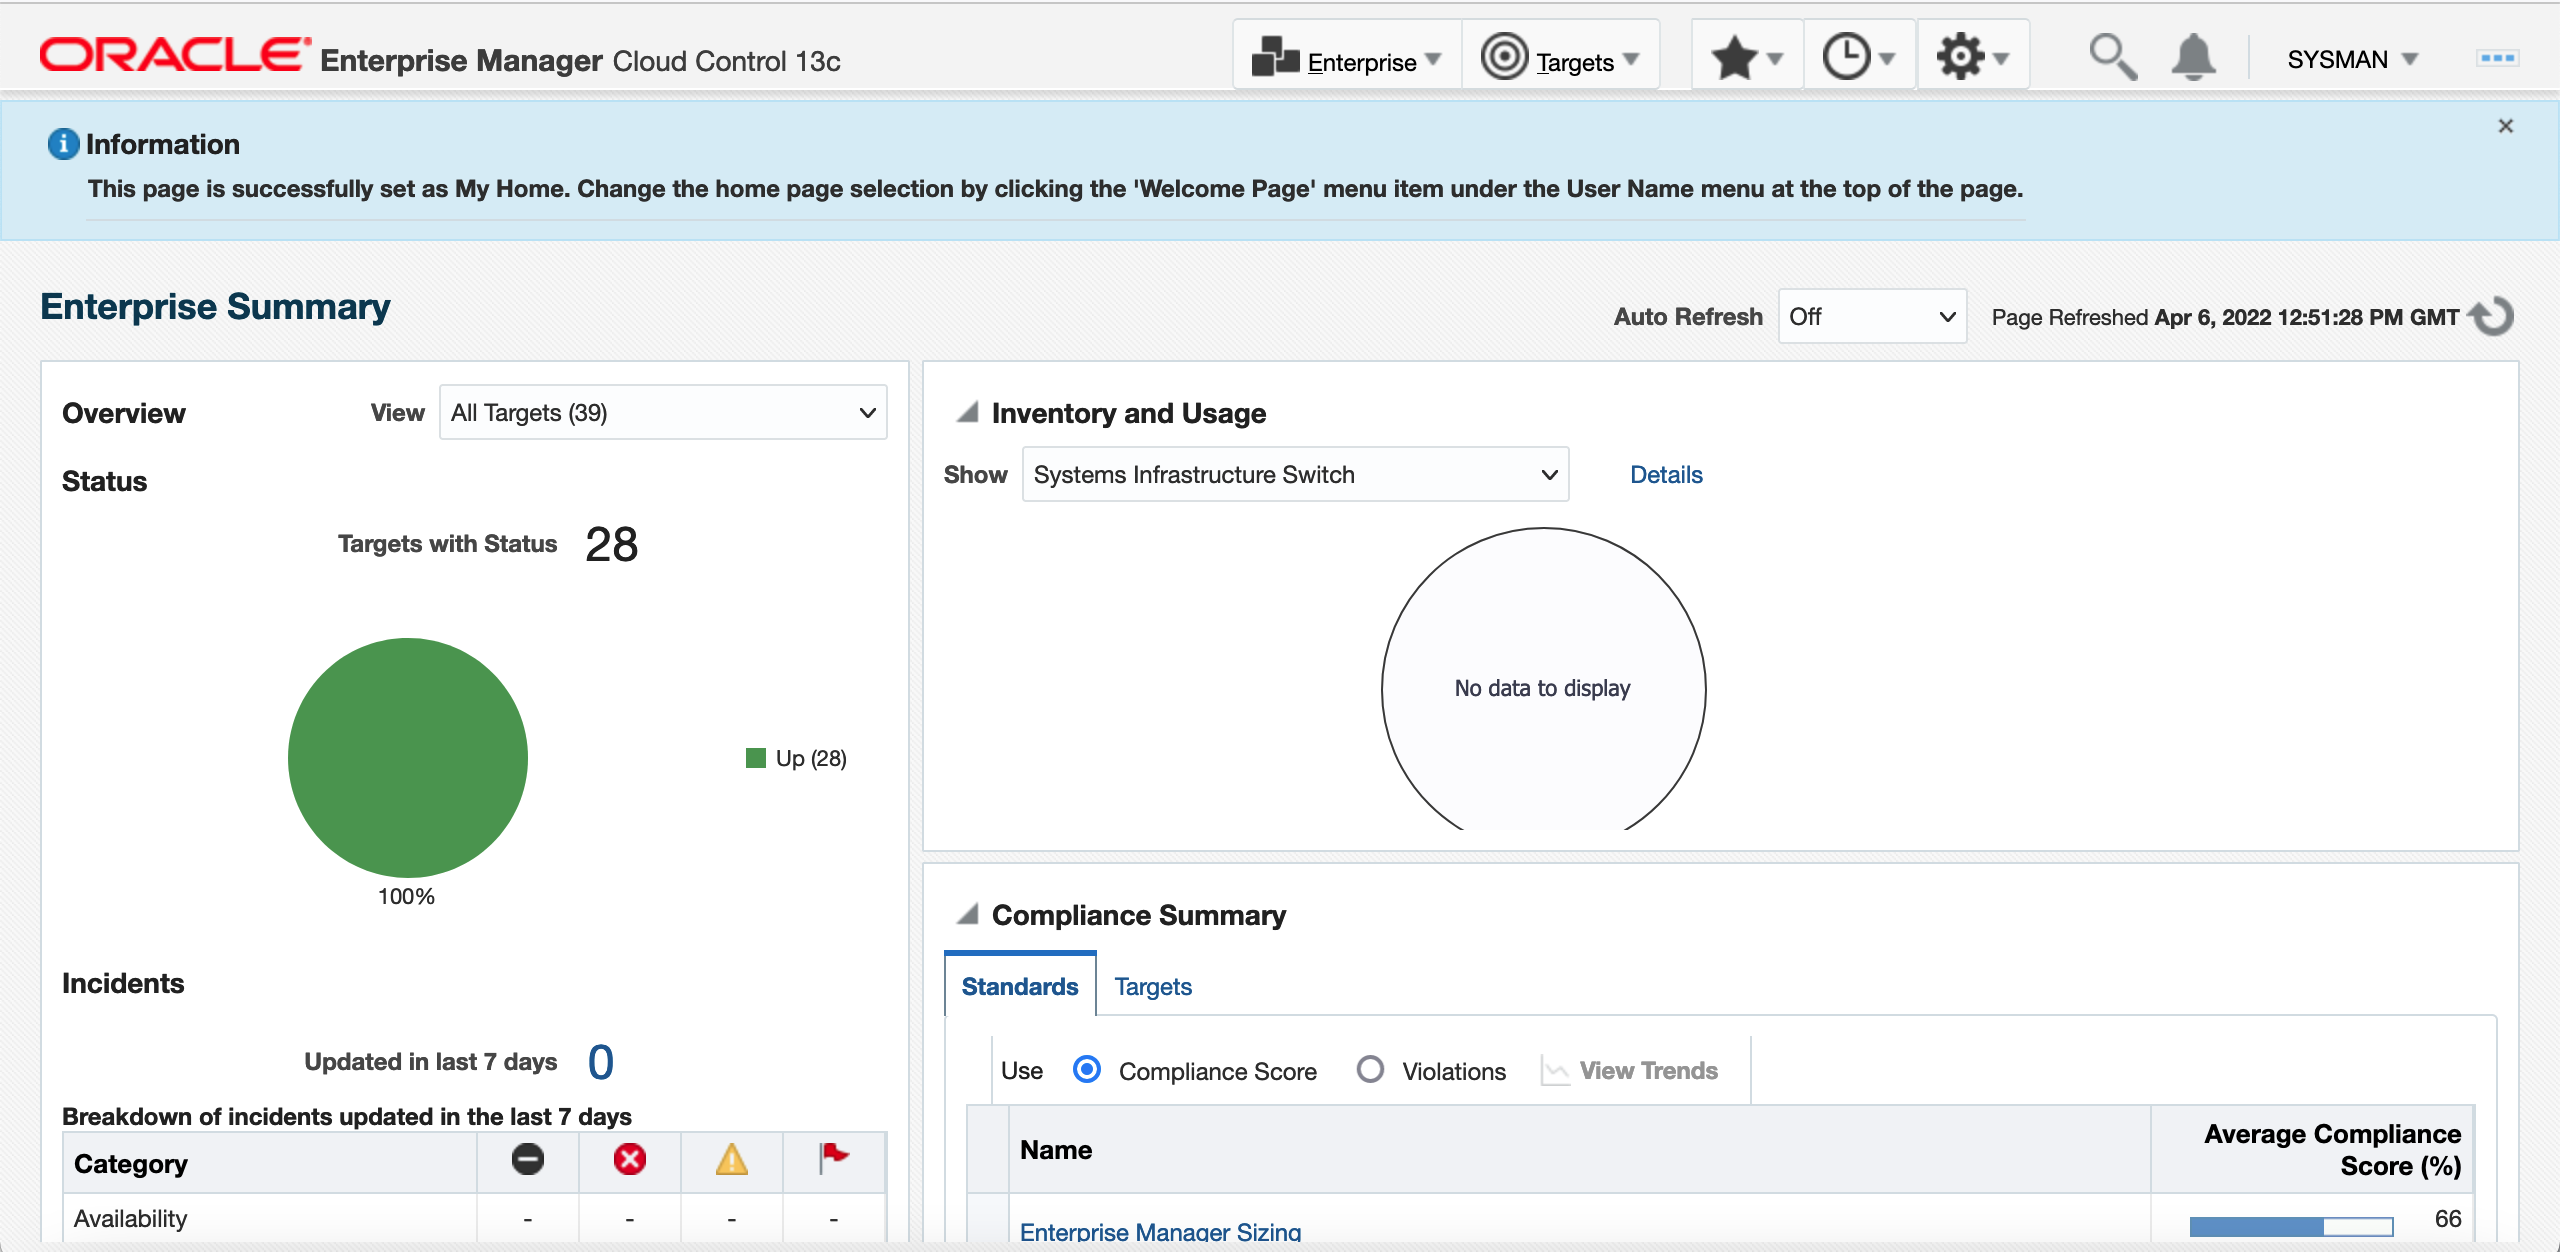 ORACLE Enterprise Manager Cloud Control 13c
Enterprise Targets SYSMAN
Information
This page is successfully set as My Home. Change the home page selection by clicking the 'Welcome Page' menu item under the User Name menu at the top of the page.
Enterprise Summary
Auto Refresh Off Page Refreshed Apr 6, 2022 12:51:28 PM GMT
Overview View All Targets (39)
Status
Targets with Status 28
Up (28)
100%
Incidents
Updated in last 7 days 0
Breakdown of incidents updated in the last 7 days
Category
Availability - - - -
Inventory and Usage
Show Systems Infrastructure Switch Details
No data to display
Compliance Summary
Standards Targets
Use Compliance Score Violations View Trends
Name Average Compliance
Score (%)
Enterprise Manager Sizing 66